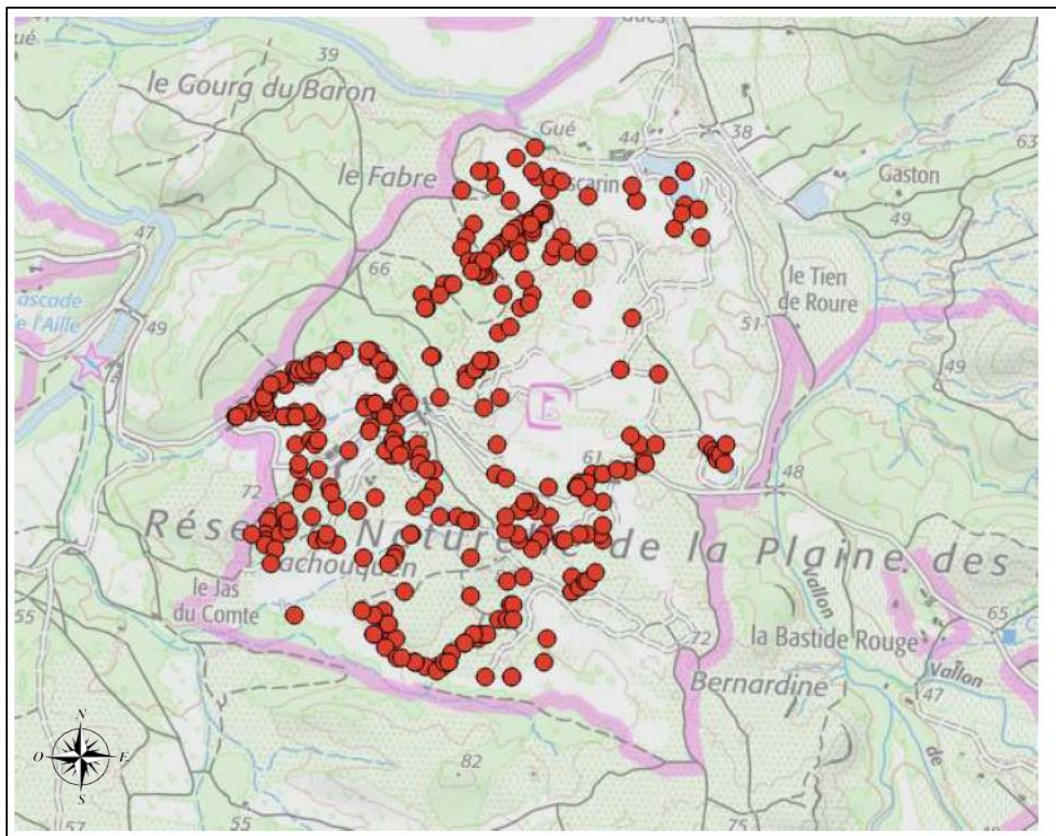 39
le Gourg du Baron
Gué
44
38
63
le Fabre
Gaston
49
47
66
le Tien
de Roure
51
49
49
61
48
72
le Jas
du Comte
de la Plaine des
Vallon
55
65
72
la Bastide Rouge
Bernardine
Vallon
47
de
N
O
E
S
82
57
55
75